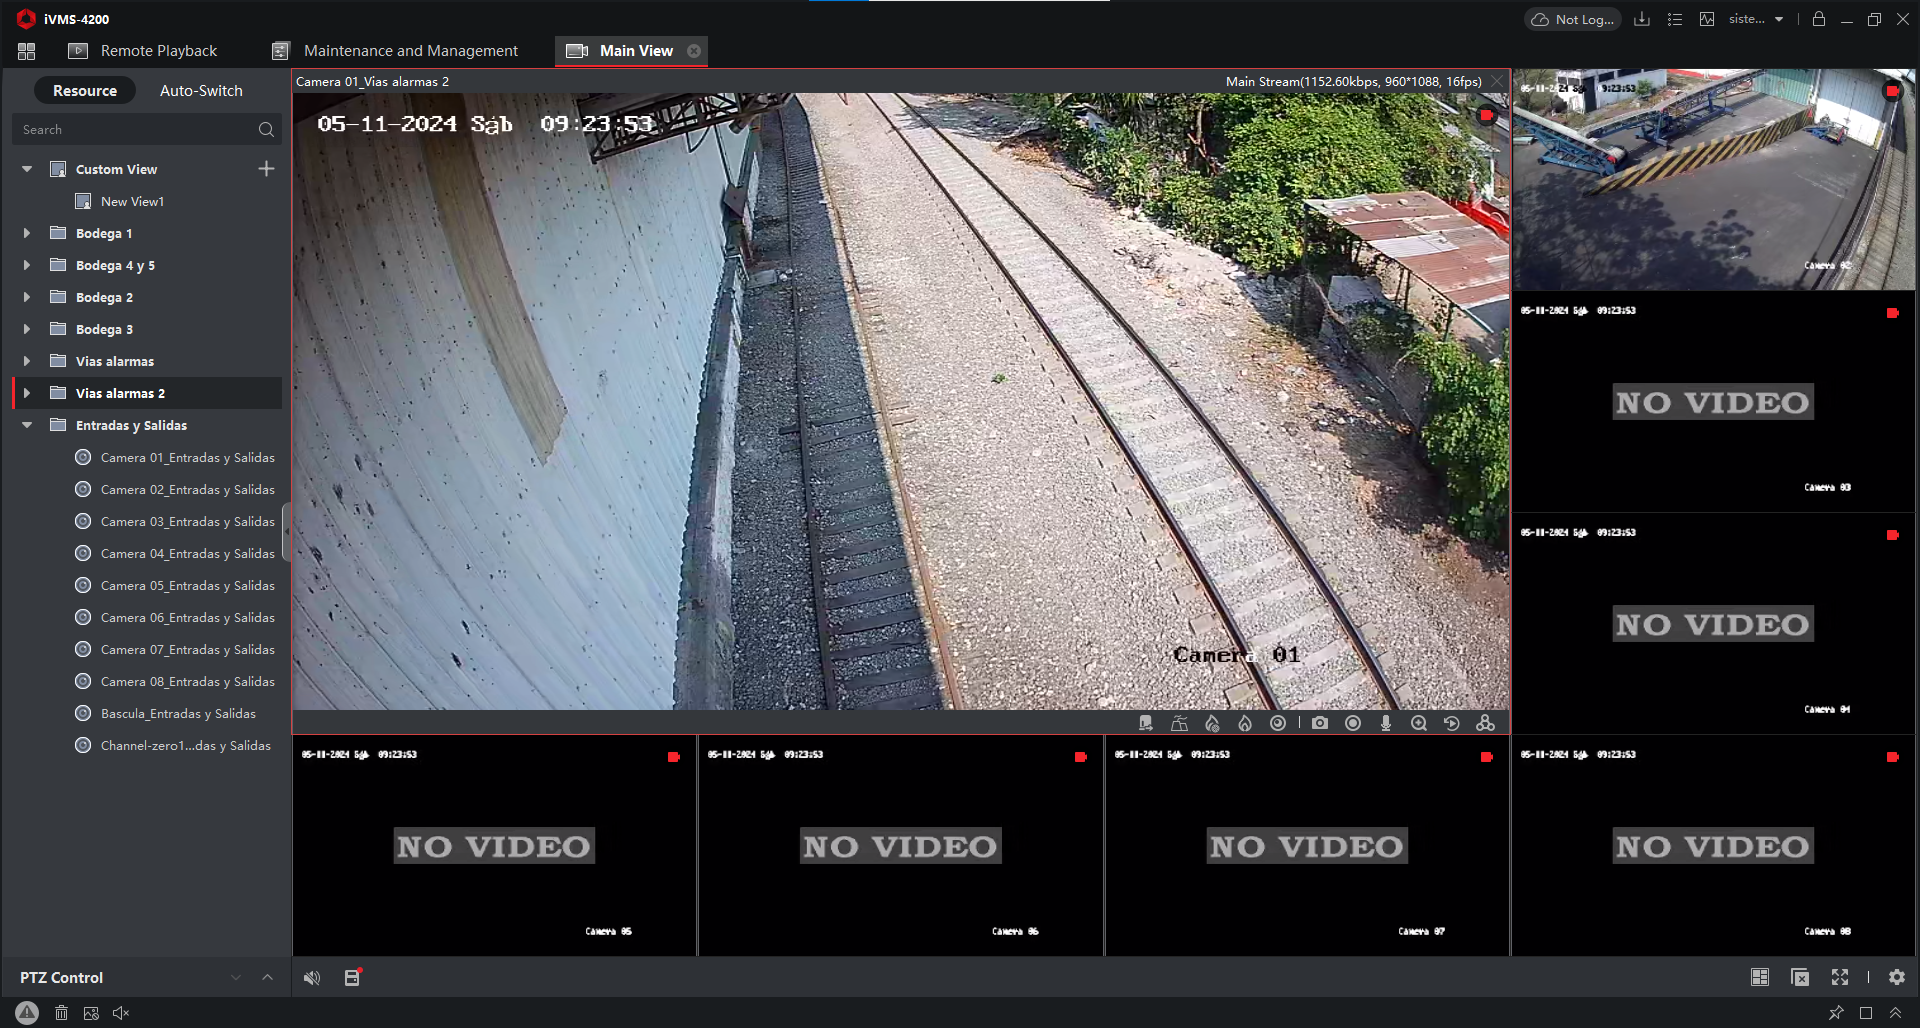 iVMS-4200
Not Log...
siste...
Remote Playback
Maintenance and Management
Main View
Resource
Auto-Switch
Search
Custom View
New View1
Bodega 1
Bodega 4 y 5
Bodega 2
Bodega 3
Vias alarmas
Vias alarmas 2
Entradas y Salidas
Camera 01_Entradas y Salidas
Camera 02_Entradas y Salidas
Camera 03_Entradas y Salidas
Camera 04_Entradas y Salidas
Camera 05_Entradas y Salidas
Camera 06_Entradas y Salidas
Camera 07_Entradas y Salidas
Camera 08_Entradas y Salidas
Bascula_Entradas y Salidas
Channel-zero1...das y Salidas
PTZ Control
Camera 01_Vias alarmas 2
Main Stream(1152.60kbps, 960*1088, 16fps)
05-11-2024 Sáb 09:23:53
Camera 01
05-11-2024 Sáb 09:23:53
Camera 02
05-11-2024 Sáb 09:23:53
NO VIDEO
Camera 03
05-11-2024 Sáb 09:23:53
NO VIDEO
Camera 04
05-11-2024 Sáb 09:23:53
NO VIDEO
Camera 05
05-11-2024 Sáb 09:23:53
NO VIDEO
Camera 06
05-11-2024 Sáb 09:23:53
NO VIDEO
Camera 07
05-11-2024 Sáb 09:23:53
NO VIDEO
Camera 08